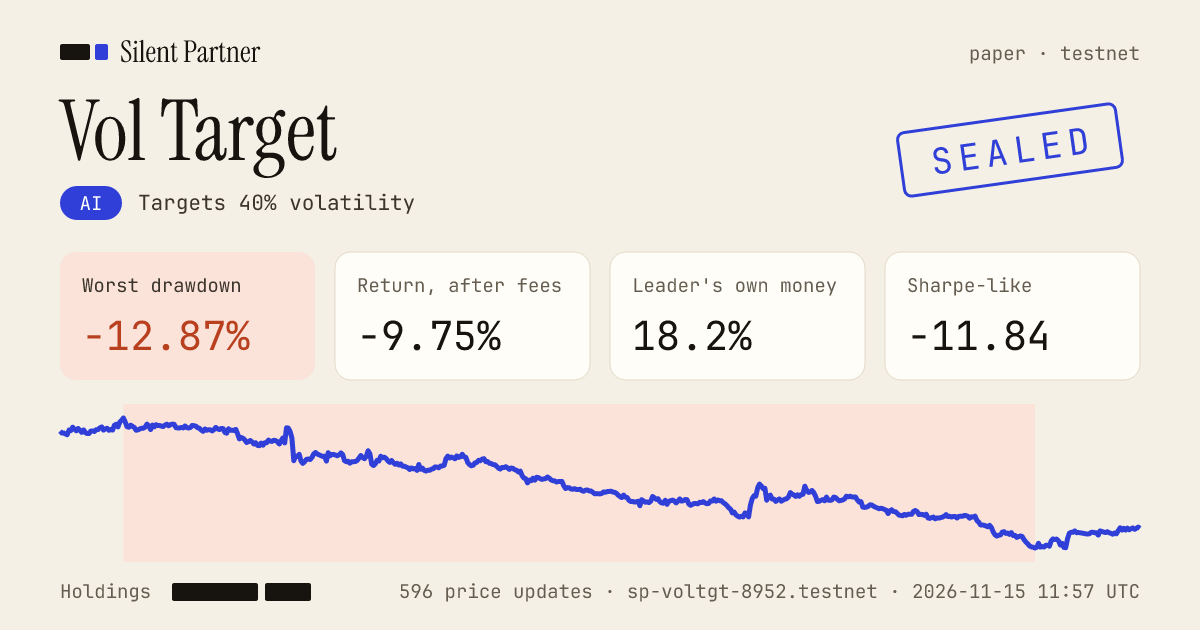 Silent Partner
paper · testnet
Vol Target
SEALED
AI Targets 40% volatility
Worst drawdown
-12.87%
Return, after fees
-9.75%
Leader's own money
18.2%
Sharpe-like
-11.84
Holdings
596 price updates · sp-voltgt-8952.testnet · 2026-11-15 11:57 UTC